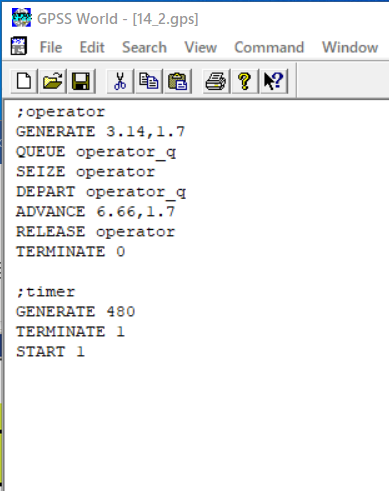 GPSS World - [14_2.gps]
File Edit Search View Command Window
;operator
GENERATE 3.14,1.7
QUEUE operator_q
SEIZE operator
DEPART operator_q
ADVANCE 6.66,1.7
RELEASE operator
TERMINATE 0
;timer
GENERATE 480
TERMINATE 1
START 1